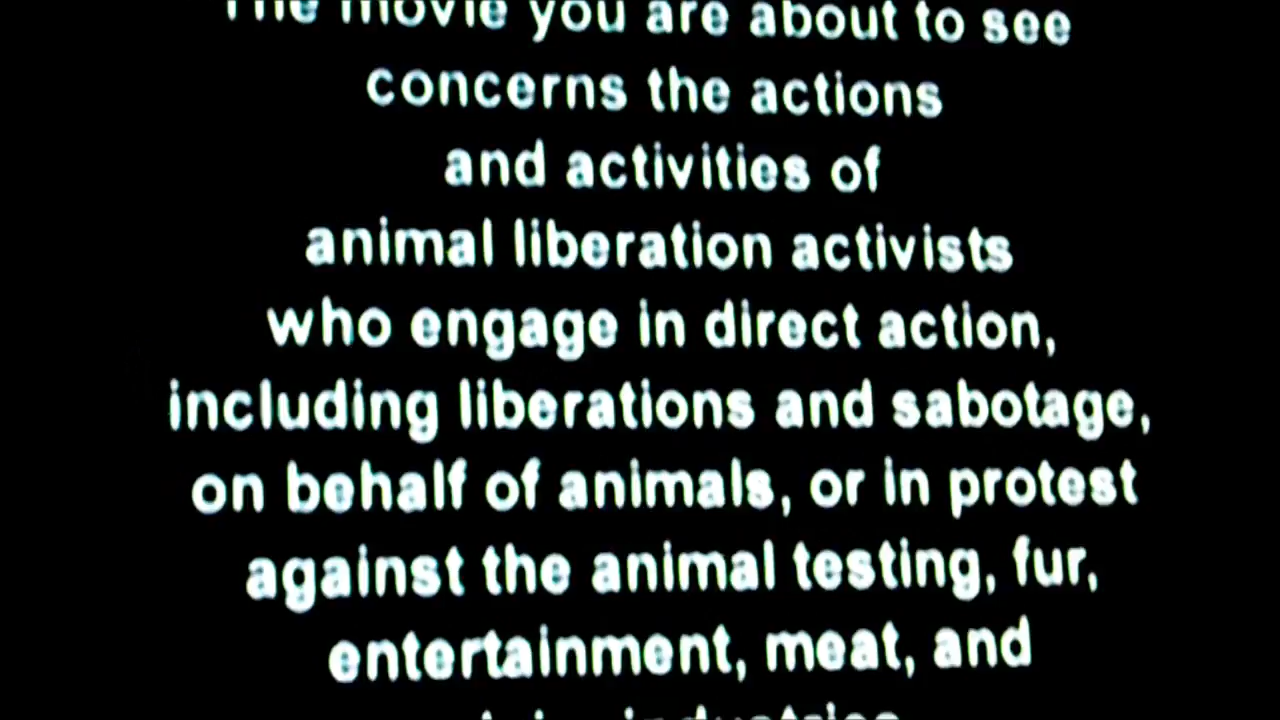 The movie you are about to see
concerns the actions
and activities of
animal liberation activists
who engage in direct action,
including liberations and sabotage,
on behalf of animals, or in protest
against the animal testing, fur,
entertainment, meat, and
industries